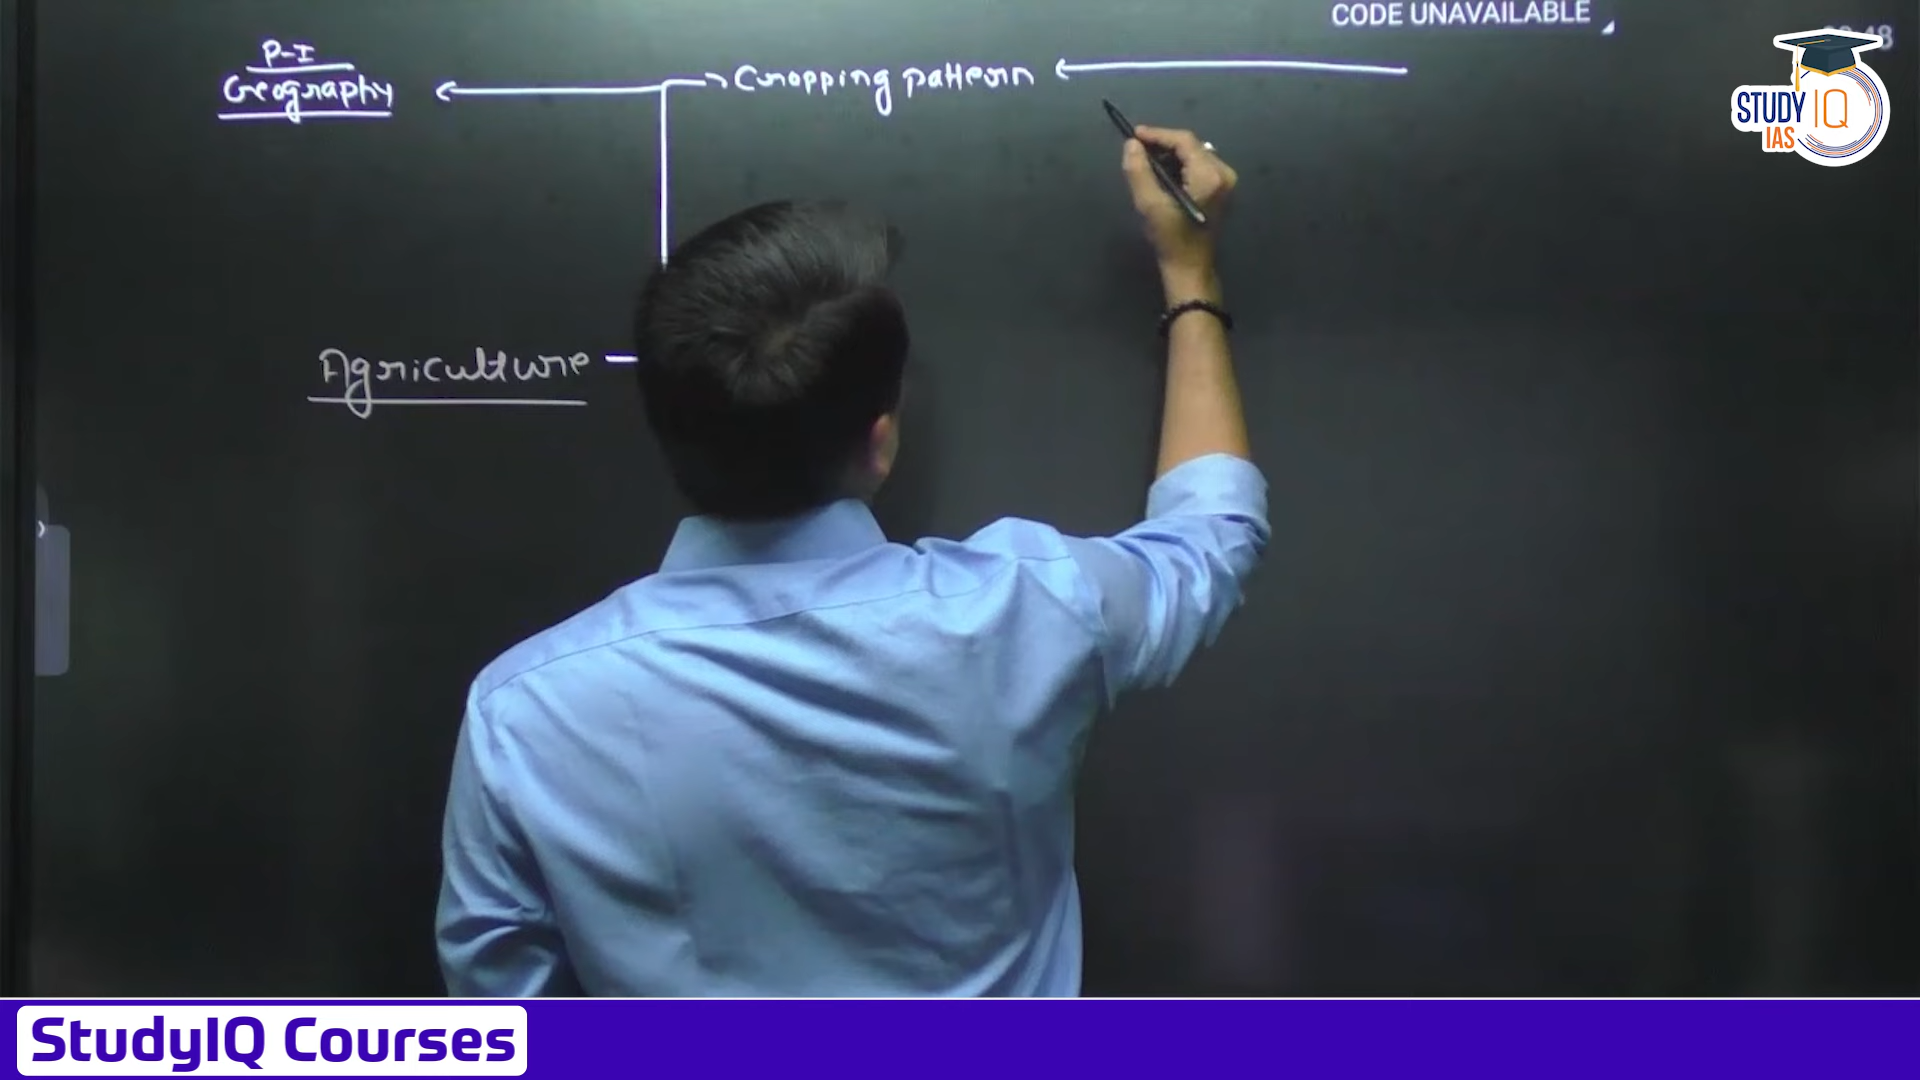 CODE UNAVAILABLE
P-I
Geography
Cropping pattern
STUDY IQ
IAS
Agriculture
StudyIQ Courses